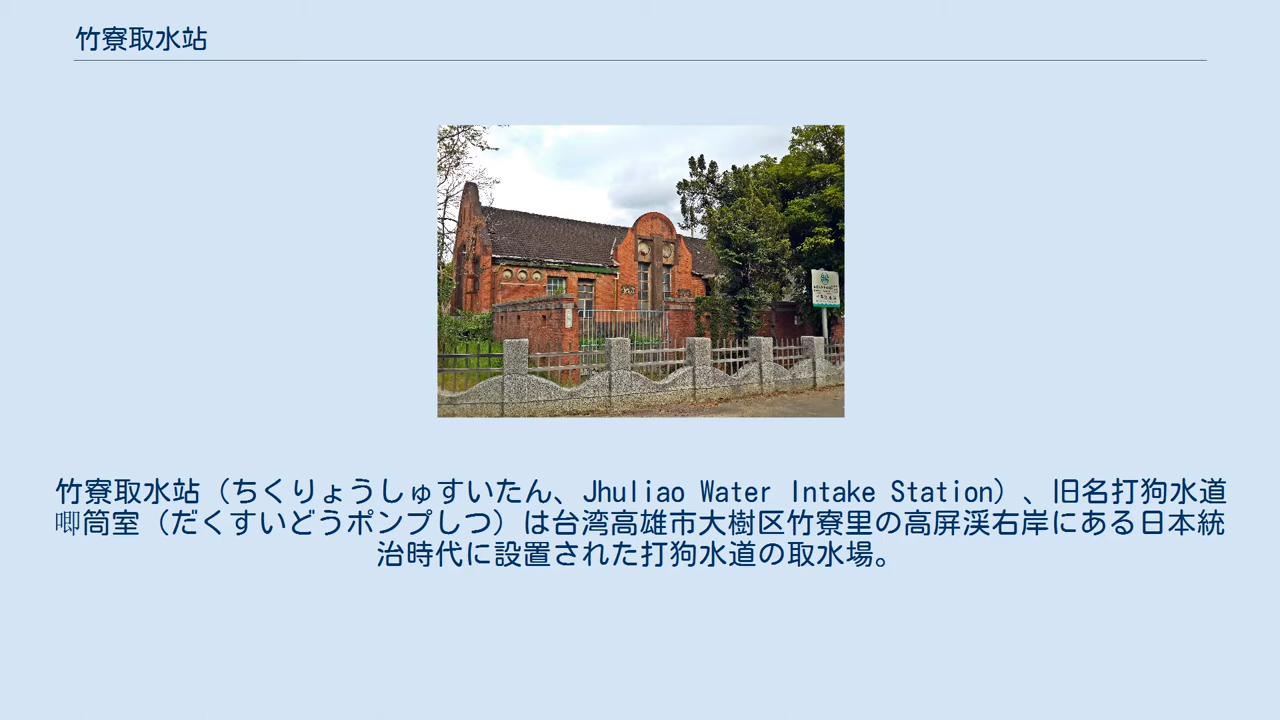 竹寮取水站
竹寮取水站（ちくりょうしゅすいたん、Jhuliao Water Intake Station）、旧名打狗水道
喞筒室（だくすいどうポンプしつ）は台湾高雄市大樹区竹寮里の高屏渓右岸にある日本統
治時代に設置された打狗水道の取水場。